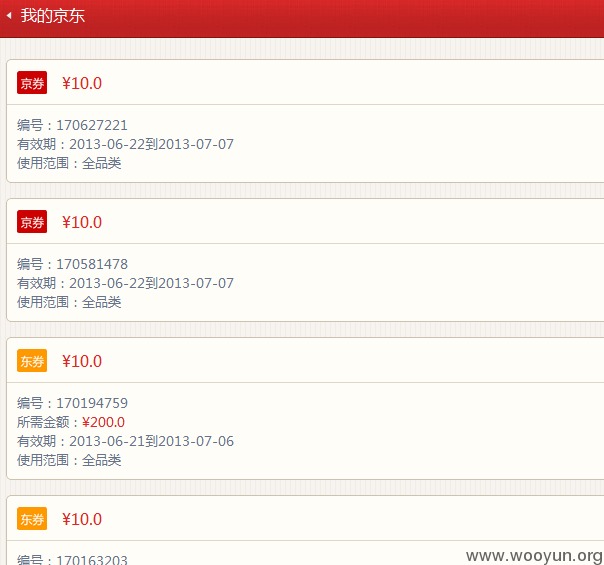 我的京东
京券 ¥10.0
编号：170627221
有效期：2013-06-22到2013-07-07
使用范围：全品类
京券 ¥10.0
编号：170581478
有效期：2013-06-22到2013-07-07
使用范围：全品类
东券 ¥10.0
编号：170194759
所需金额：¥200.0
有效期：2013-06-21到2013-07-06
使用范围：全品类
东券 ¥10.0
编号：170163203
www.wooyun.org